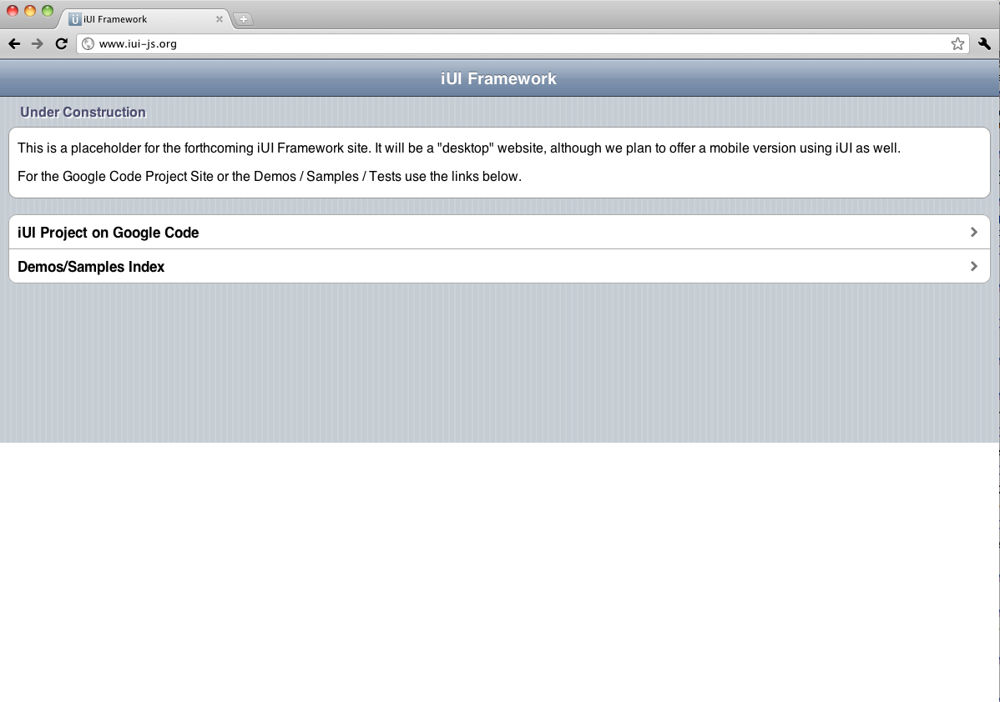 iUI Framework
www.iui-js.org
iUI Framework
Under Construction
This is a placeholder for the forthcoming iUI Framework site. It will be a "desktop" website, although we plan to offer a mobile version using iUI as well.
For the Google Code Project Site or the Demos / Samples / Tests use the links below.
iUI Project on Google Code
Demos/Samples Index